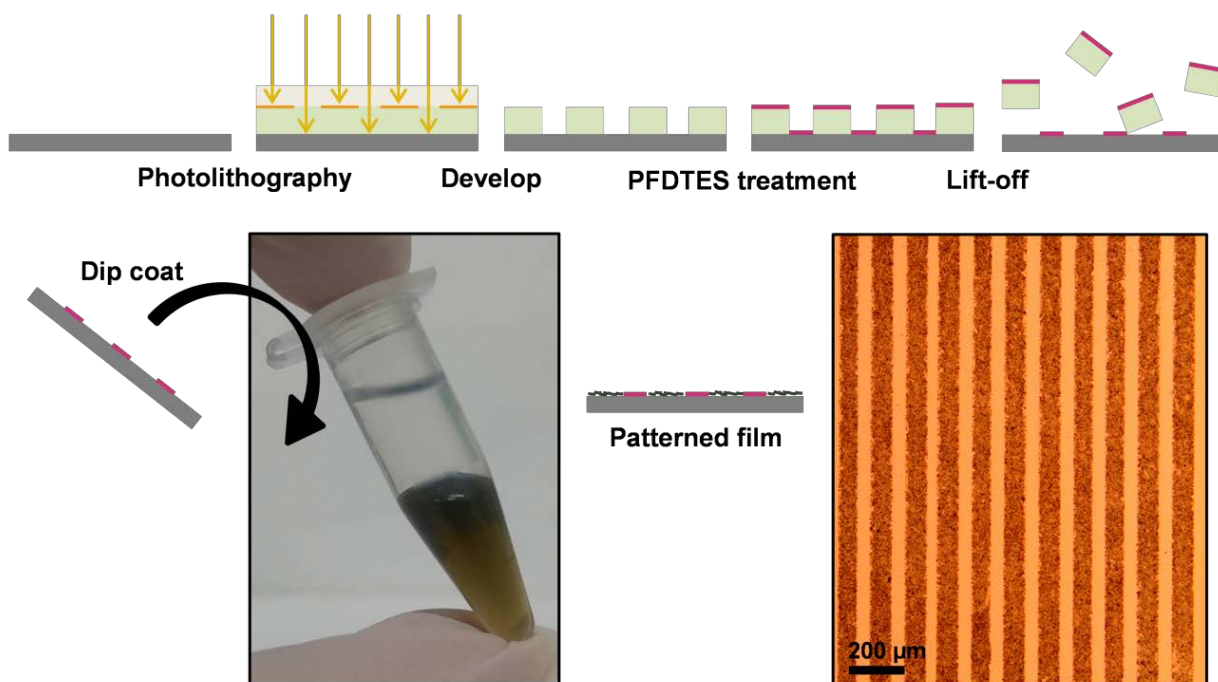 Photolithography
Develop
PFDTES treatment
Lift-off
Dip coat
Patterned film
200 µm